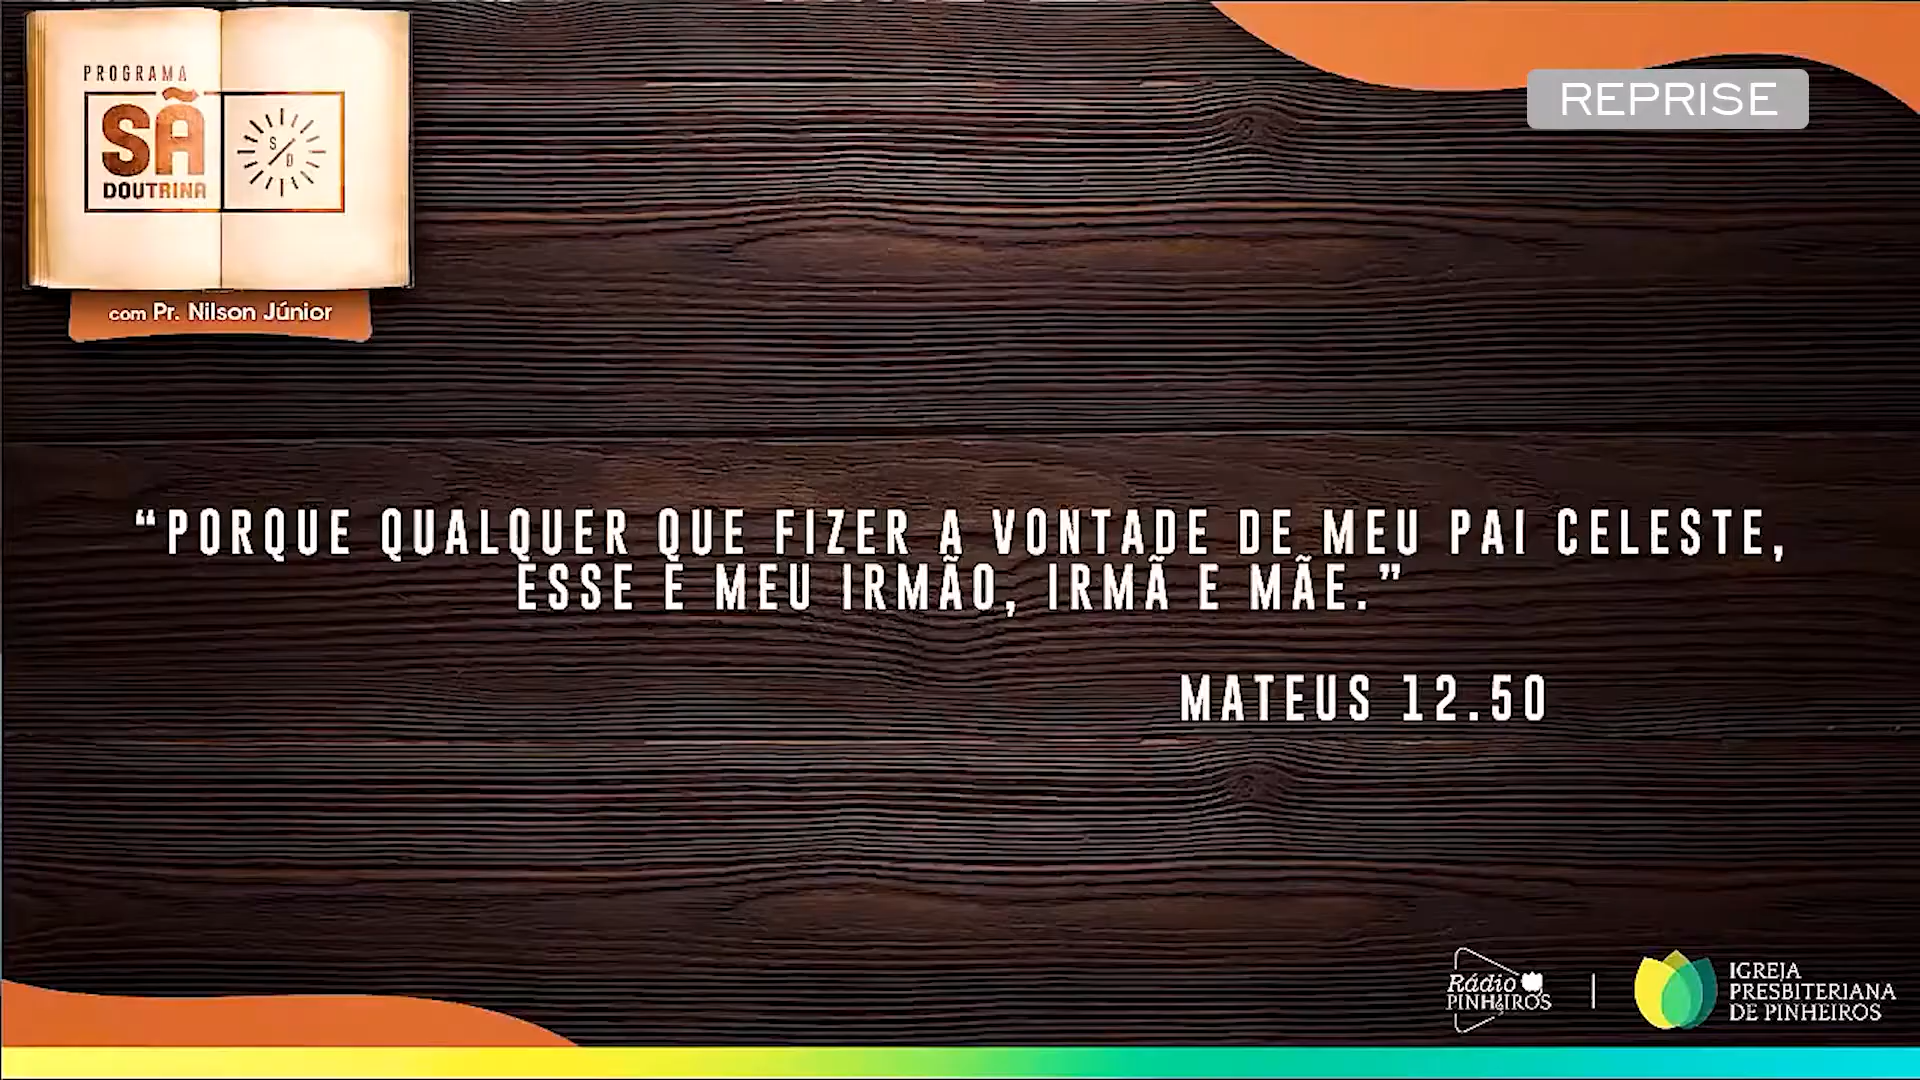 PROGRAMA
SÃ
DOUTRINA
S/D
com Pr. Nilson Júnior
REPRISE
“PORQUE QUALQUER QUE FIZER A VONTADE DE MEU PAI CELESTE,
ESSE É MEU IRMÃO, IRMÃ E MÃE.”
MATEUS 12.50
Rádio
PINHEIROS
IGREJA
PRESBITERIANA
DE PINHEIROS